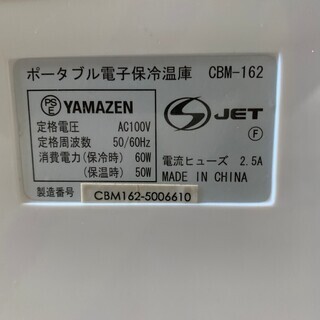 ポータブル電子保冷温庫 CBM-162
PSE YAMAZEN
定格電圧 AC100V
定格周波数 50/60Hz
消費電力(保冷時) 60W
(保温時) 50W
S JET
F
電流ヒューズ 2.5A
MADE IN CHINA
製造番号 CBM162-5006610